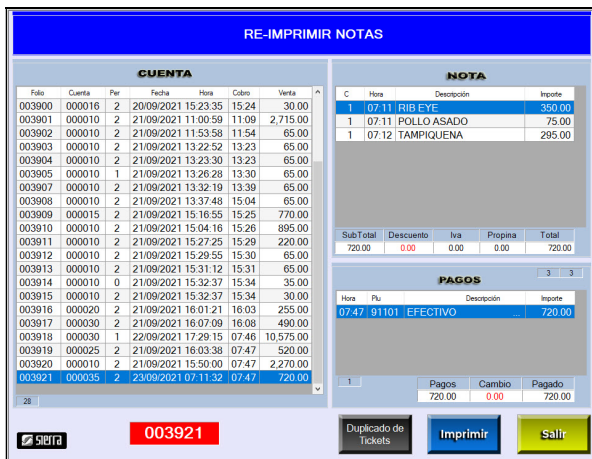 RE-IMPRIMIR NOTAS
CUENTA
Folio Cuenta Per Fecha Hora Cobro Venta
003900 000016 2 20/09/2021 15:23:35 15:24 30.00
003901 000010 2 21/09/2021 11:00:59 11:09 2,715.00
003902 000010 2 21/09/2021 11:53:58 11:54 65.00
003903 000010 2 21/09/2021 13:22:52 13:23 65.00
003904 000010 2 21/09/2021 13:23:30 13:23 65.00
003905 000010 1 21/09/2021 13:26:28 13:30 65.00
003907 000010 2 21/09/2021 13:32:19 13:39 65.00
003908 000010 2 21/09/2021 13:37:48 15:04 65.00
003909 000015 2 21/09/2021 15:16:55 15:25 770.00
003910 000010 2 21/09/2021 15:04:16 15:26 895.00
003911 000010 2 21/09/2021 15:27:25 15:29 220.00
003912 000010 2 21/09/2021 15:29:55 15:30 65.00
003913 000010 2 21/09/2021 15:31:12 15:31 65.00
003914 000010 0 21/09/2021 15:32:37 15:34 35.00
003915 000010 2 21/09/2021 15:32:37 15:34 30.00
003916 000020 2 21/09/2021 16:01:21 16:03 255.00
003917 000030 2 21/09/2021 16:07:09 16:08 490.00
003918 000030 1 22/09/2021 17:29:15 07:46 10,575.00
003919 000025 2 21/09/2021 16:03:38 07:47 520.00
003920 000010 2 21/09/2021 15:50:00 07:47 2,270.00
003921 000035 2 23/09/2021 07:11:32 07:47 720.00
28
NOTA
C Hora Descripción Importe
1 07:11 RIB EYE 350.00
1 07:11 POLLO ASADO 75.00
1 07:12 TAMPIQUENA 295.00
SubTotal Descuento Iva Propina Total
720.00 0.00 0.00 0.00 720.00
PAGOS 3 3
Hora Plu Descripción Importe
07:47 91101 EFECTIVO ... 720.00
1
Pagos Cambio Pagado
720.00 0.00 720.00
sierra
003921
Duplicado de
Tickets
Imprimir
Salir